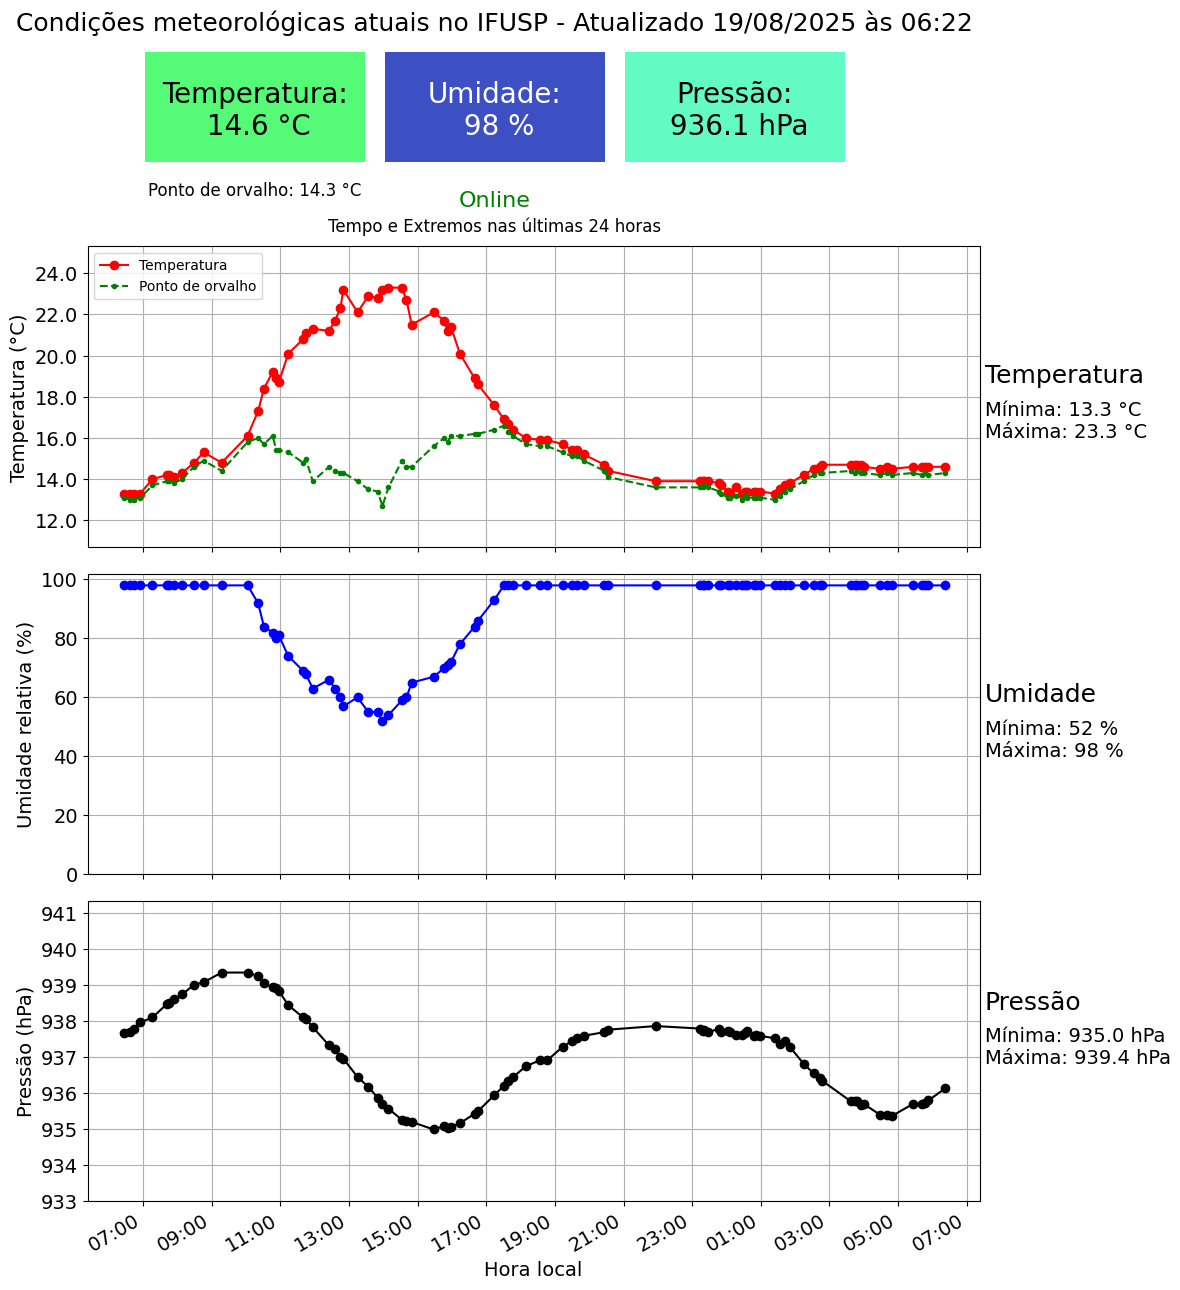 Condições meteorológicas atuais no IFUSP - Atualizado 19/08/2025 às 06:22
Temperatura:
14.6 °C
Umidade:
98 %
Pressão:
936.1 hPa
Ponto de orvalho: 14.3 °C
Online
Tempo e Extremos nas últimas 24 horas
Temperatura (°C)
24.0
22.0
20.0
18.0
16.0
14.0
12.0
Temperatura
Ponto de orvalho
Temperatura
Mínima: 13.3 °C
Máxima: 23.3 °C
Umidade relativa (%)
100
80
60
40
20
0
Umidade
Mínima: 52 %
Máxima: 98 %
Pressão (hPa)
941
940
939
938
937
936
935
934
933
Pressão
Mínima: 935.0 hPa
Máxima: 939.4 hPa
07:00 09:00 11:00 13:00 15:00 17:00 19:00 21:00 23:00 01:00 03:00 05:00 07:00
Hora local